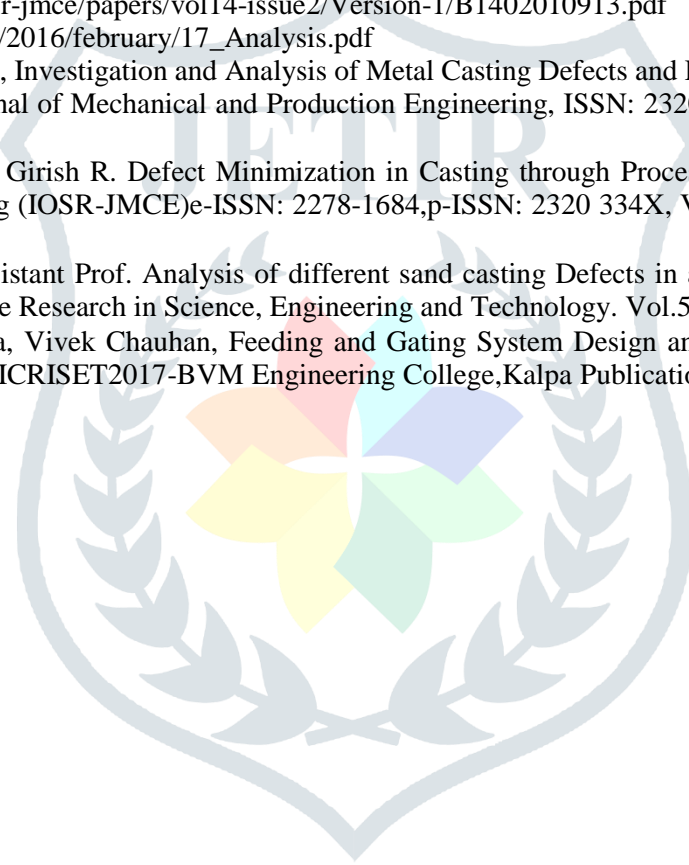 r-jmce/papers/vol14-issue2/Version-1/B1402010913.pdf
/2016/february/17_Analysis.pdf
, Investigation and Analysis of Metal Casting Defects and
nal of Mechanical and Production Engineering, ISSN: 232
JETIR
Girish R. Defect Minimization in Casting through Proce
g (IOSR-JMCE)e-ISSN: 2278-1684,p-ISSN: 2320 334X, V
sistant Prof. Analysis of different sand casting Defects in a
e Research in Science, Engineering and Technology. Vol.5
a, Vivek Chauhan, Feeding and Gating System Design an
ICRISET2017-BVM Engineering College,Kalpa Publicatio